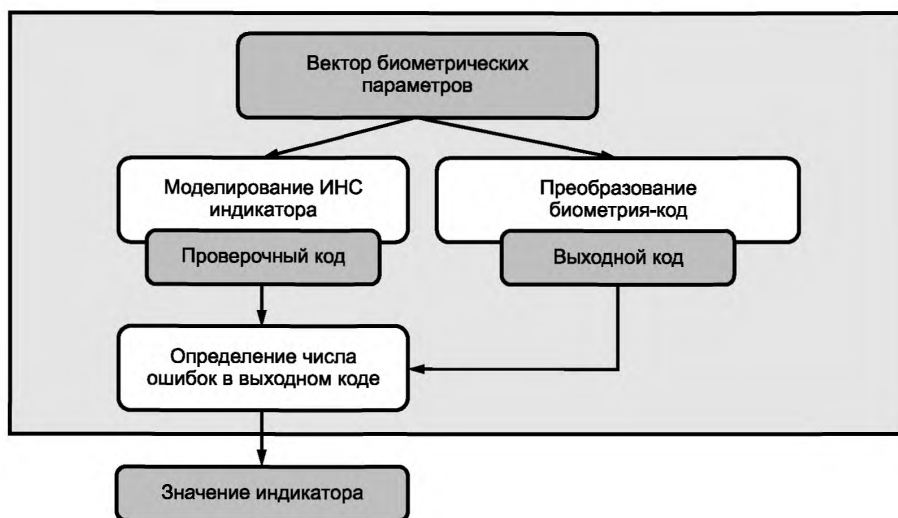 Вектор биометрических
параметров
Моделирование ИНС
индикатора
Проверочный код
Преобразование
биометрия-код
Выходной код
Определение числа
ошибок в выходном коде
Значение индикатора